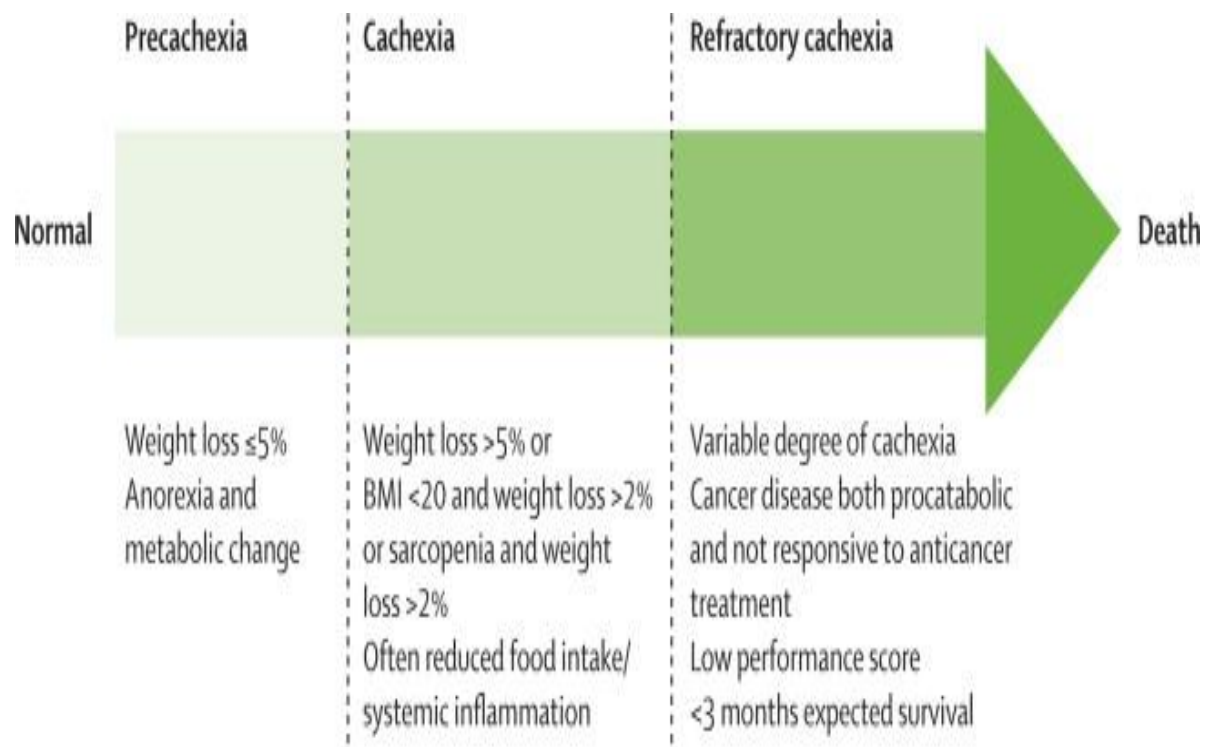 Precachexia
Cachexia
Refractory cachexia
Normal
Death
Weight loss ≤5%
Anorexia and
metabolic change
Weight loss >5% or
BMI <20 and weight loss >2%
or sarcopenia and weight
loss >2%
Often reduced food intake/
systemic inflammation
Variable degree of cachexia
Cancer disease both procatabolic
and not responsive to anticancer
treatment
Low performance score
<3 months expected survival